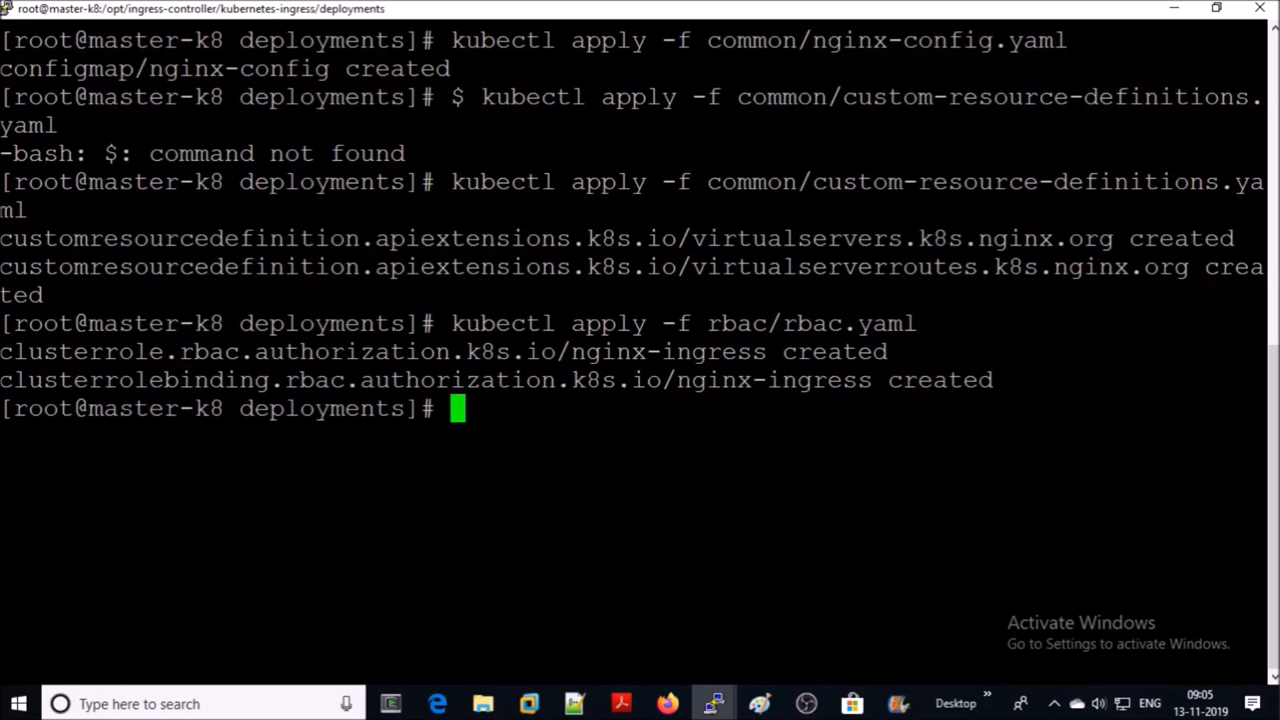 root@master-k8:/opt/ingress-controller/kubernetes-ingress/deployments
[root@master-k8 deployments]# kubectl apply -f common/nginx-config.yaml
configmap/nginx-config created
[root@master-k8 deployments]# $ kubectl apply -f common/custom-resource-definitions.
yaml
-bash: $: command not found
[root@master-k8 deployments]# kubectl apply -f common/custom-resource-definitions.ya
ml
customresourcedefinition.apiextensions.k8s.io/virtualservers.k8s.nginx.org created
customresourcedefinition.apiextensions.k8s.io/virtualserverroutes.k8s.nginx.org crea
ted
[root@master-k8 deployments]# kubectl apply -f rbac/rbac.yaml
clusterrole.rbac.authorization.k8s.io/nginx-ingress created
clusterrolebinding.rbac.authorization.k8s.io/nginx-ingress created
[root@master-k8 deployments]#
Activate Windows
Go to Settings to activate Windows.
Type here to search
Desktop
ENG
09:05
13-11-2019